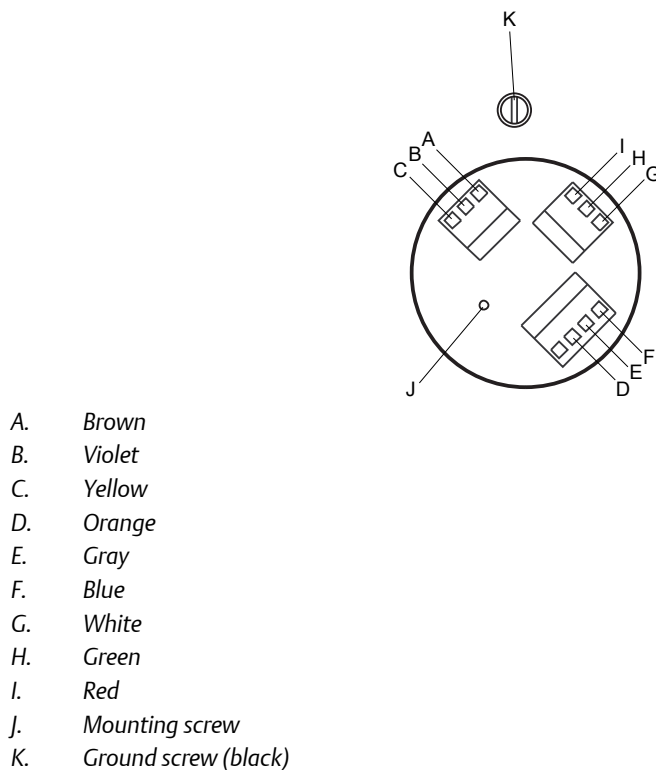 K
A
B
C
I
H
G
F
E
D
J
A. Brown
B. Violet
C. Yellow
D. Orange
E. Gray
F. Blue
G. White
H. Green
I. Red
J. Mounting screw
K. Ground screw (black)